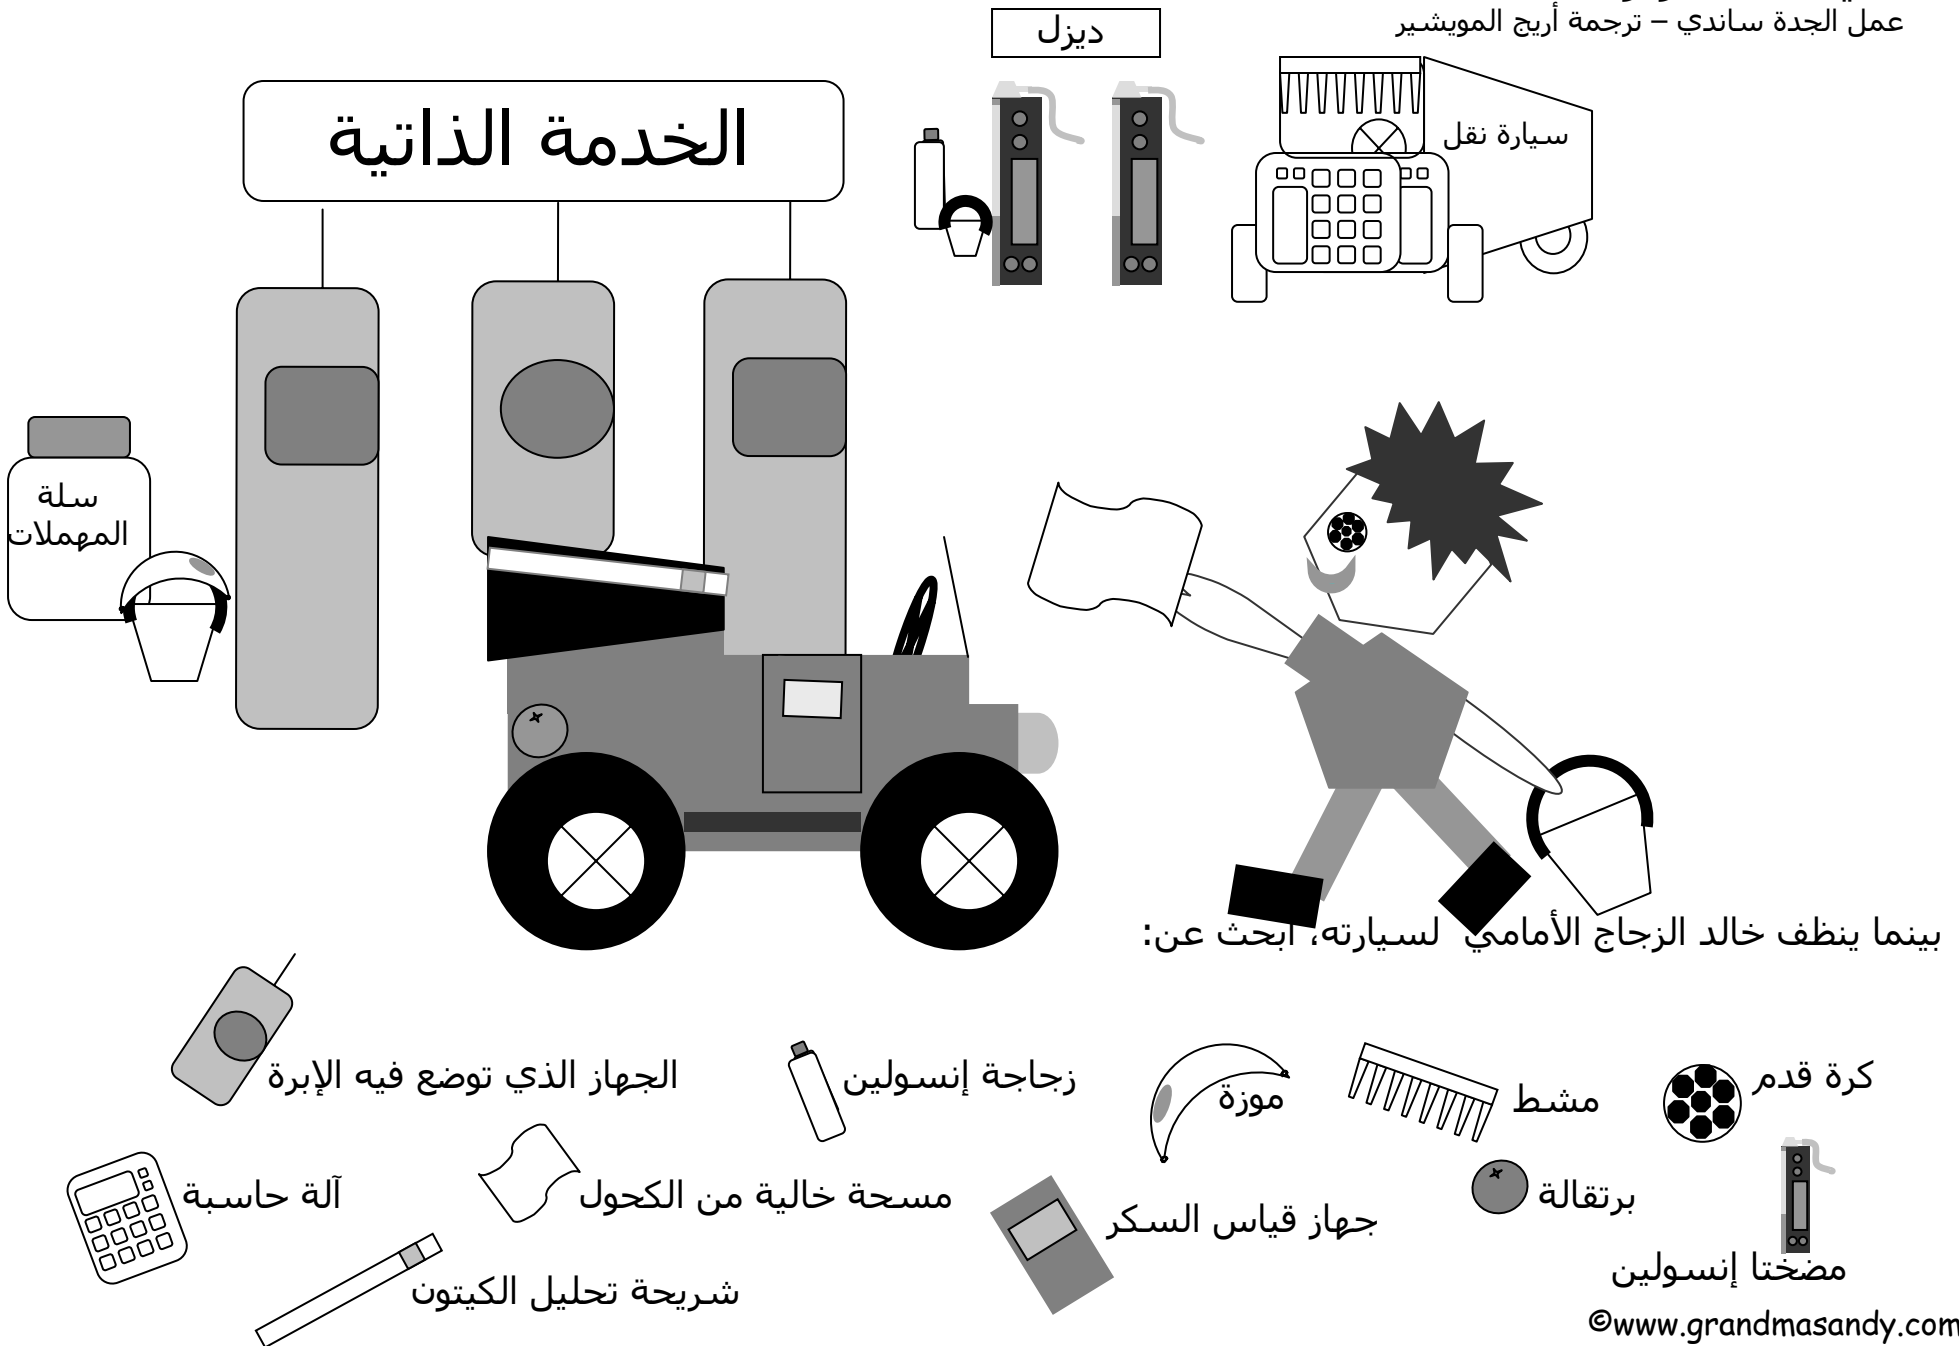 عمل الجدة ساندي – ترجمة أريج المويشير
ديزل
الخدمة الذاتية
سيارة نقل
سلة
المهملات
بينما ينظف خالد الزجاج الأمامي لسيارته، ابحث عن:
كرة قدم
مشط
موزة
زجاجة إنسولين
الجهاز الذي توضع فيه الإبرة
برتقالة
جهاز قياس السكر
مسحة خالية من الكحول
آلة حاسبة
مضختا إنسولين
شريحة تحليل الكيتون
©www.grandmasandy.com